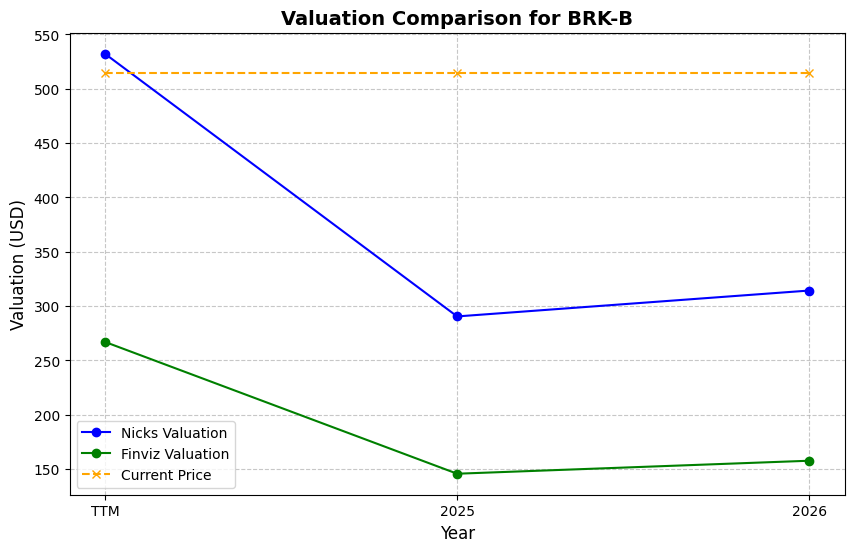 Valuation Comparison for BRK-B
Valuation (USD)
550
500
450
400
350
300
250
200
150
Nicks Valuation
Finviz Valuation
Current Price
TTM
2025
2026
Year